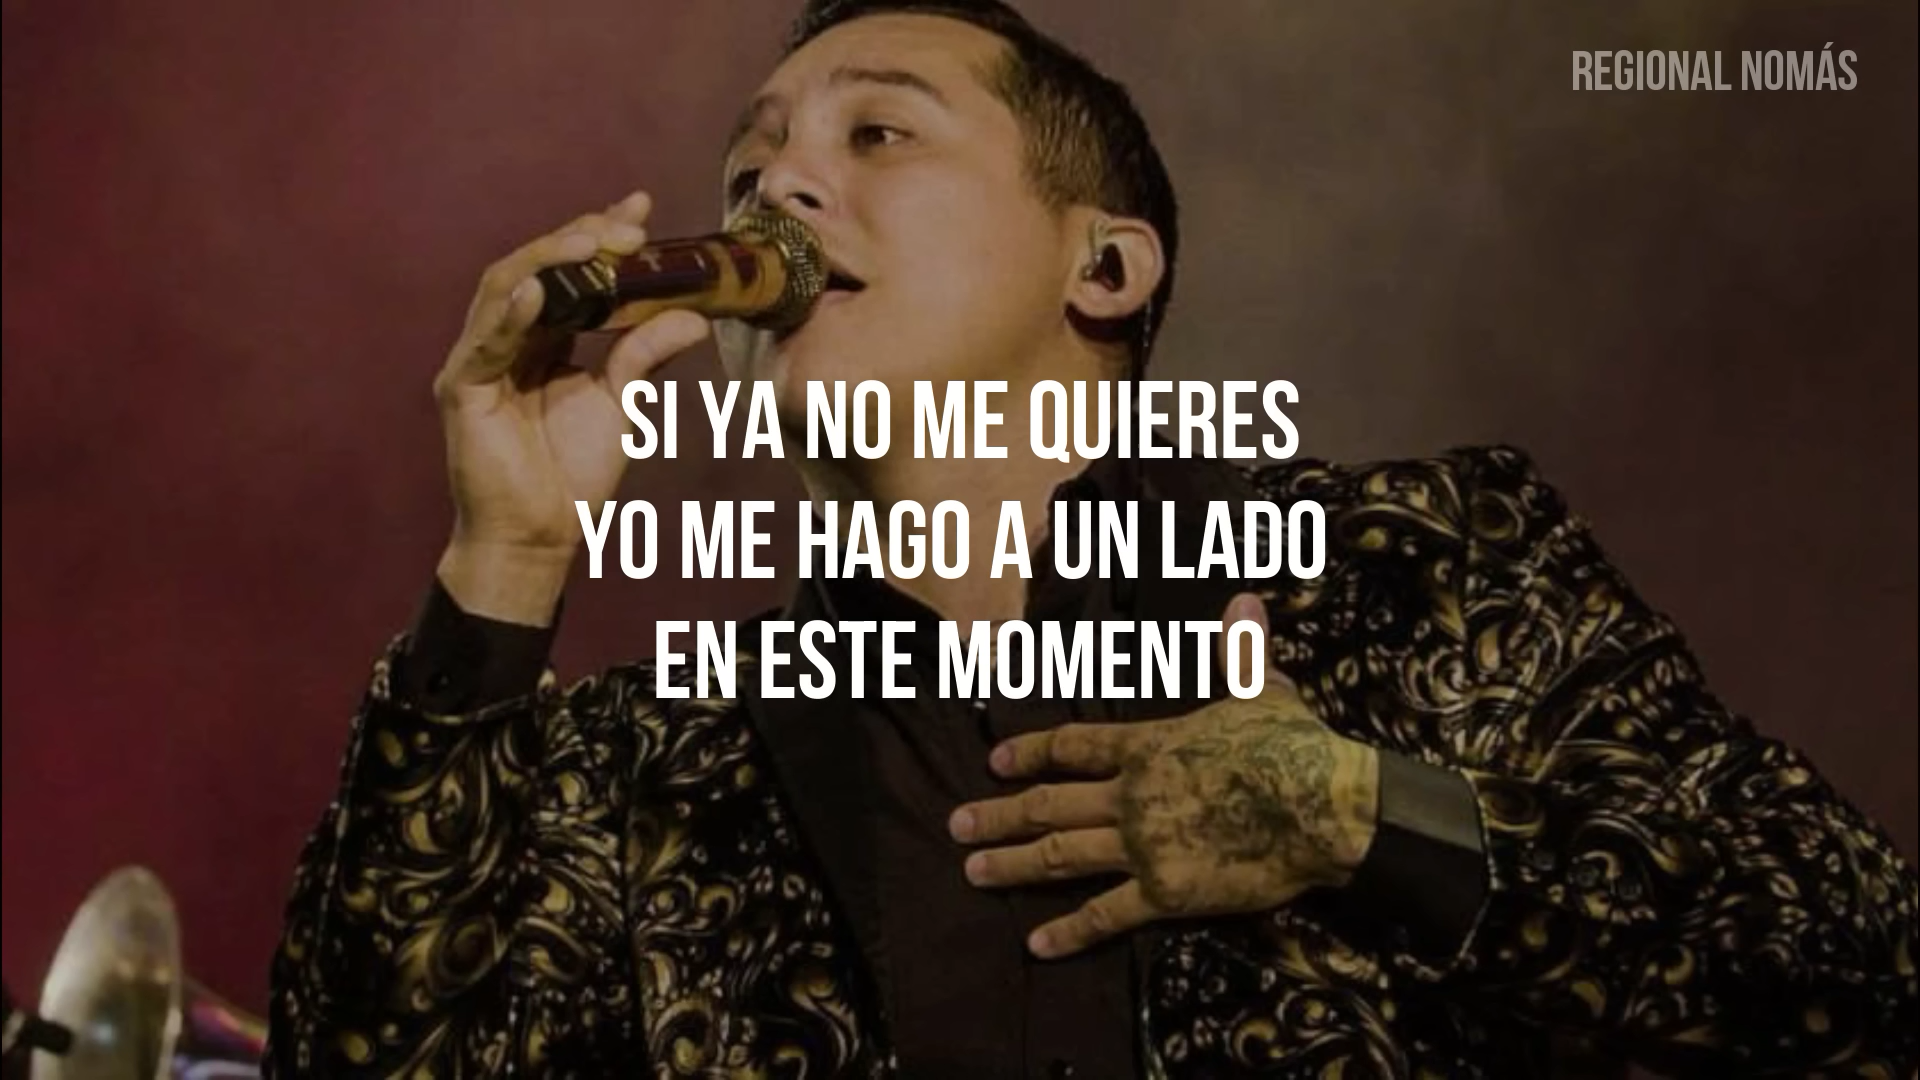 REGIONAL NOMÁS
SI YA NO ME QUIERES
YO ME HAGO A UN LADO
EN ESTE MOMENTO